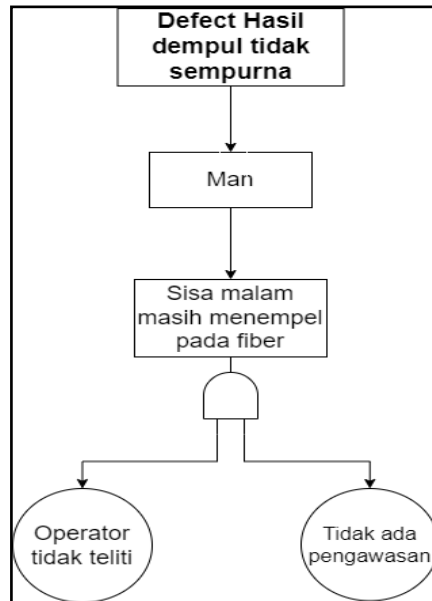 Defect Hasil
dempul tidak
sempurna
Man
Sisa malam
masih menempel
pada fiber
Operator
tidak teliti
Tidak ada
pengawasan